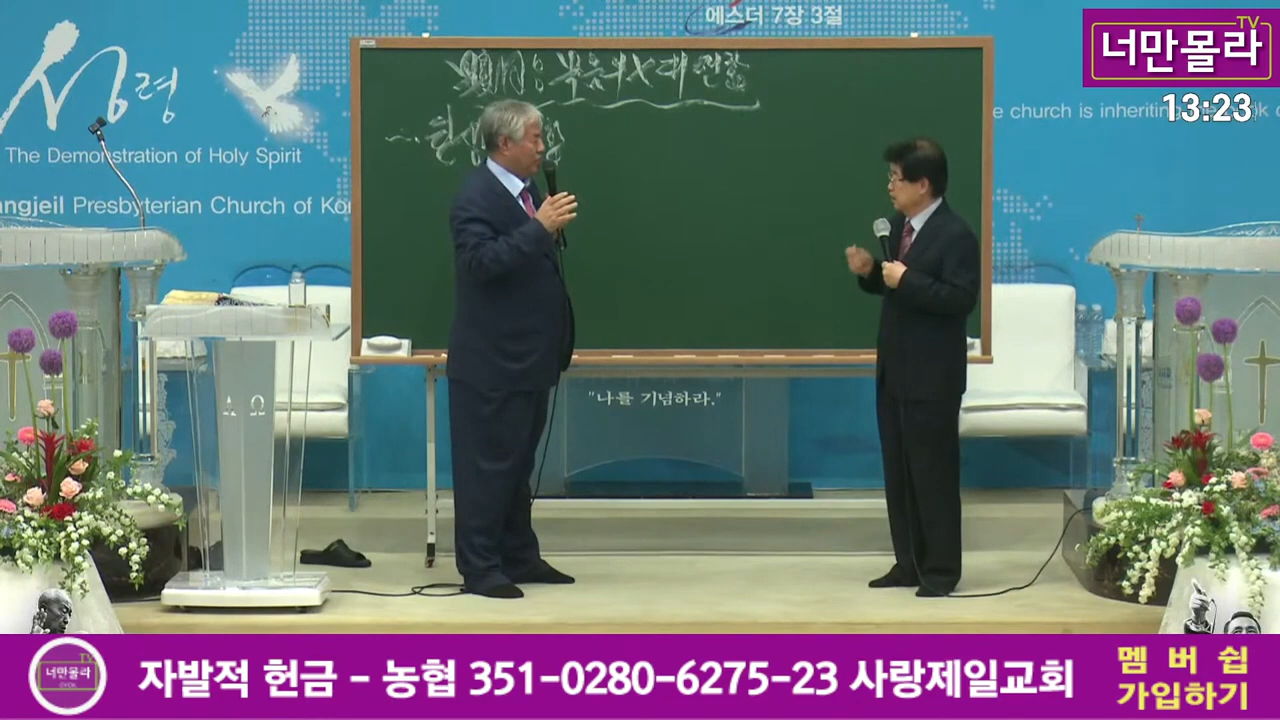 에스더 7장 3절
TV
너만몰라
13:23
성령
The Demonstration of Holy Spirit
angjeil Presbyterian Church of Ko
e church is inheriting
"나를 기념하라."
Α Ω
너만몰라
TV
자발적 헌금 - 농협 351-0280-6275-23 사랑제일교회
멤버쉽
가입하기